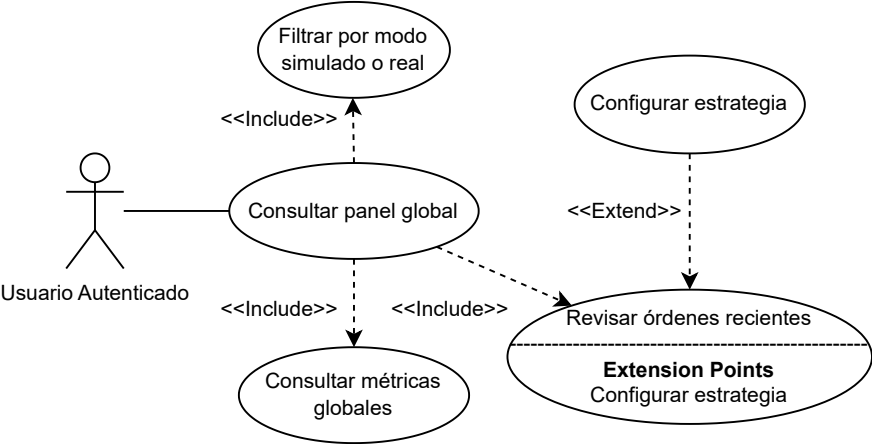 Filtrar por modo
simulado o real
<<Include>>
Configurar estrategia
Consultar panel global
<<Extend>>
Usuario Autenticado
<<Include>>
<<Include>>
Revisar órdenes recientes
Extension Points
Configurar estrategia
Consultar métricas
globales